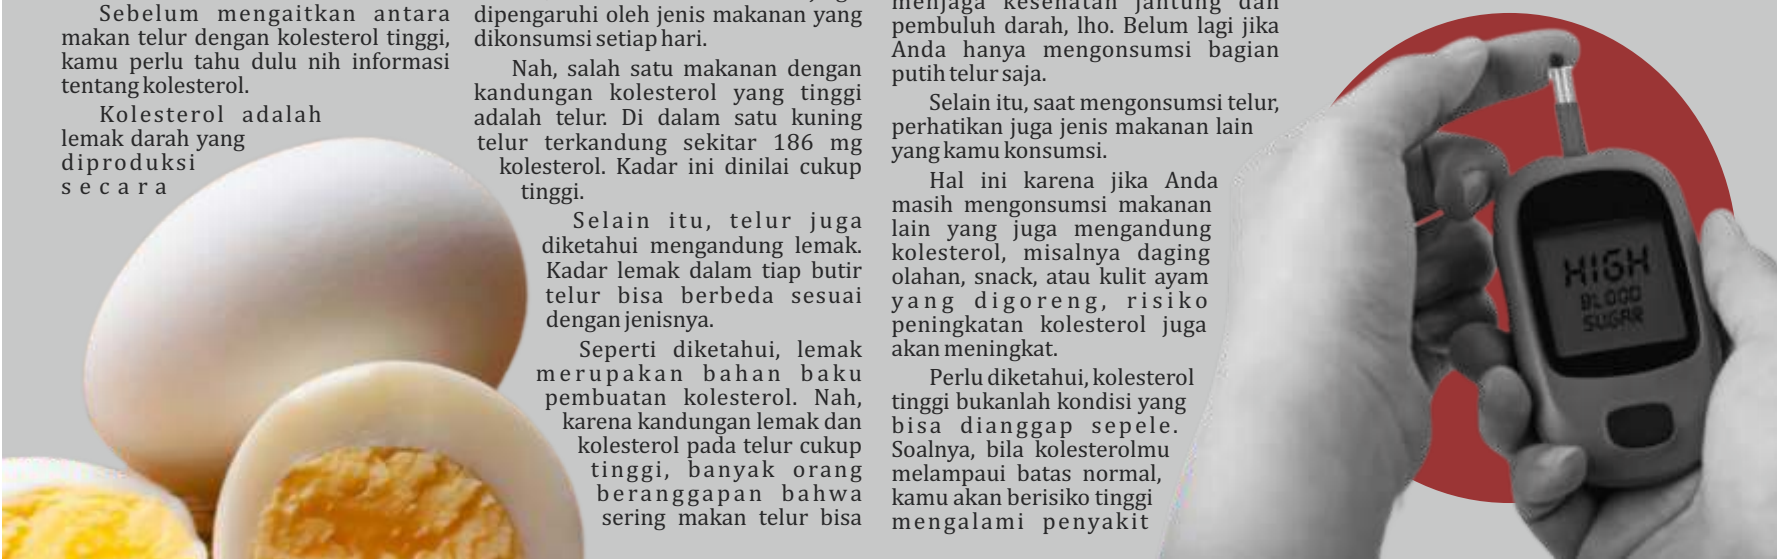 Sebelum mengaitkan antara
makan telur dengan kolesterol tinggi,
kamu perlu tahu dulu nih informasi
tentang kolesterol.
Kolesterol adalah
lemak darah yang
diproduksi
secara
dipengaruhi oleh jenis makanan yang
dikonsumsi setiap hari.
Nah, salah satu makanan dengan
kandungan kolesterol yang tinggi
adalah telur. Di dalam satu kuning
telur terkandung sekitar 186 mg
kolesterol. Kadar ini dinilai cukup
tinggi.
Selain itu, telur juga
diketahui mengandung lemak.
Kadar lemak dalam tiap butir
telur bisa berbeda sesuai
dengan jenisnya.
Seperti diketahui, lemak
merupakan bahan baku
pembuatan kolesterol. Nah,
karena kandungan lemak dan
kolesterol pada telur cukup
tinggi, banyak orang
beranggapan bahwa
sering makan telur bisa
menjaga kesehatan jantung dan
pembuluh darah, lho. Belum lagi jika
Anda hanya mengonsumsi bagian
putih telur saja.
Selain itu, saat mengonsumsi telur,
perhatikan juga jenis makanan lain
yang kamu konsumsi.
Hal ini karena jika Anda
masih mengonsumsi makanan
lain yang juga mengandung
kolesterol, misalnya daging
olahan, snack, atau kulit ayam
yang digoreng, risiko
peningkatan kolesterol juga
akan meningkat.
Perlu diketahui, kolesterol
tinggi bukanlah kondisi yang
bisa dianggap sepele.
Soalnya, bila kolesterolmu
melampaui batas normal,
kamu akan berisiko tinggi
mengalami penyakit
HIGH
BLOOD
SUGAR